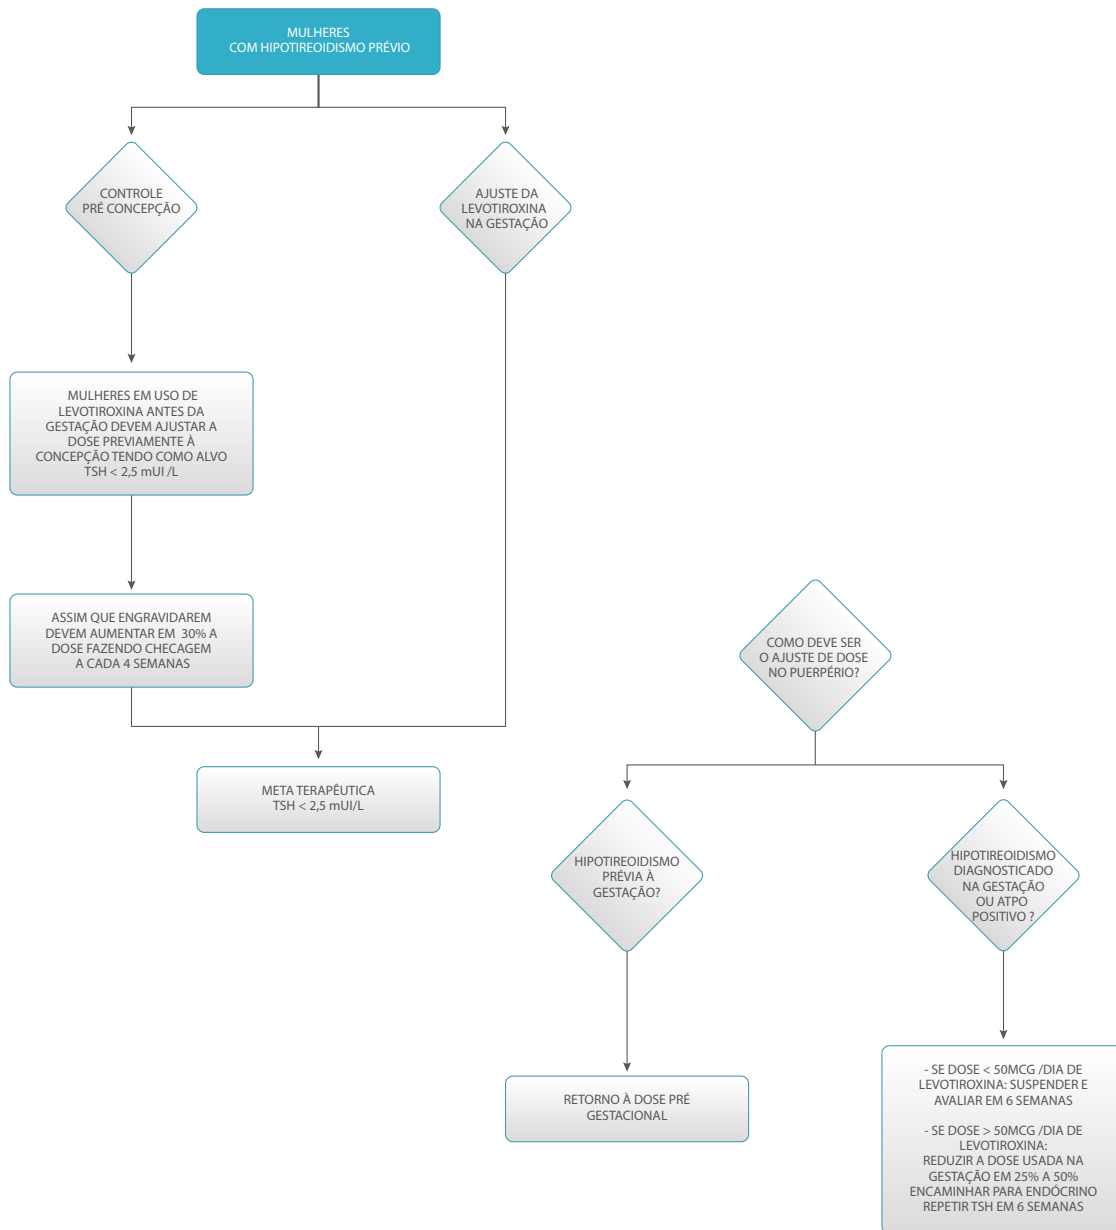 MULHERES
COM HIPOTIREOIDISMO PRÉVIO
CONTROLE
PRÉ CONCEPÇÃO
AJUSTE DA
LEVOTIROXINA
NA GESTAÇÃO
MULHERES EM USO DE
LEVOTIROXINA ANTES DA
GESTAÇÃO DEVEM AJUSTAR A
DOSE PREVIAMENTE À
CONCEPÇÃO TENDO COMO ALVO
TSH < 2,5 mUI /L
ASSIM QUE ENGRAVIDAREM
DEVEM AUMENTAR EM 30% A
DOSE FAZENDO CHECAGEM
A CADA 4 SEMANAS
META TERAPÊUTICA
TSH < 2,5 mUI/L
COMO DEVE SER
O AJUSTE DE DOSE
NO PUERPÉRIO?
HIPOTIREOIDISMO
PRÉVIA À
GESTAÇÃO?
HIPOTIREOIDISMO
DIAGNOSTICADO
NA GESTAÇÃO
OU ATPO
POSITIVO ?
RETORNO À DOSE PRÉ
GESTACIONAL
- SE DOSE < 50MCG /DIA DE
LEVOTIROXINA: SUSPENDER E
AVALIAR EM 6 SEMANAS
- SE DOSE > 50MCG /DIA DE
LEVOTIROXINA:
REDUZIR A DOSE USADA NA
GESTAÇÃO EM 25% A 50%
ENCAMINHAR PARA ENDÓCRINO
REPETIR TSH EM 6 SEMANAS